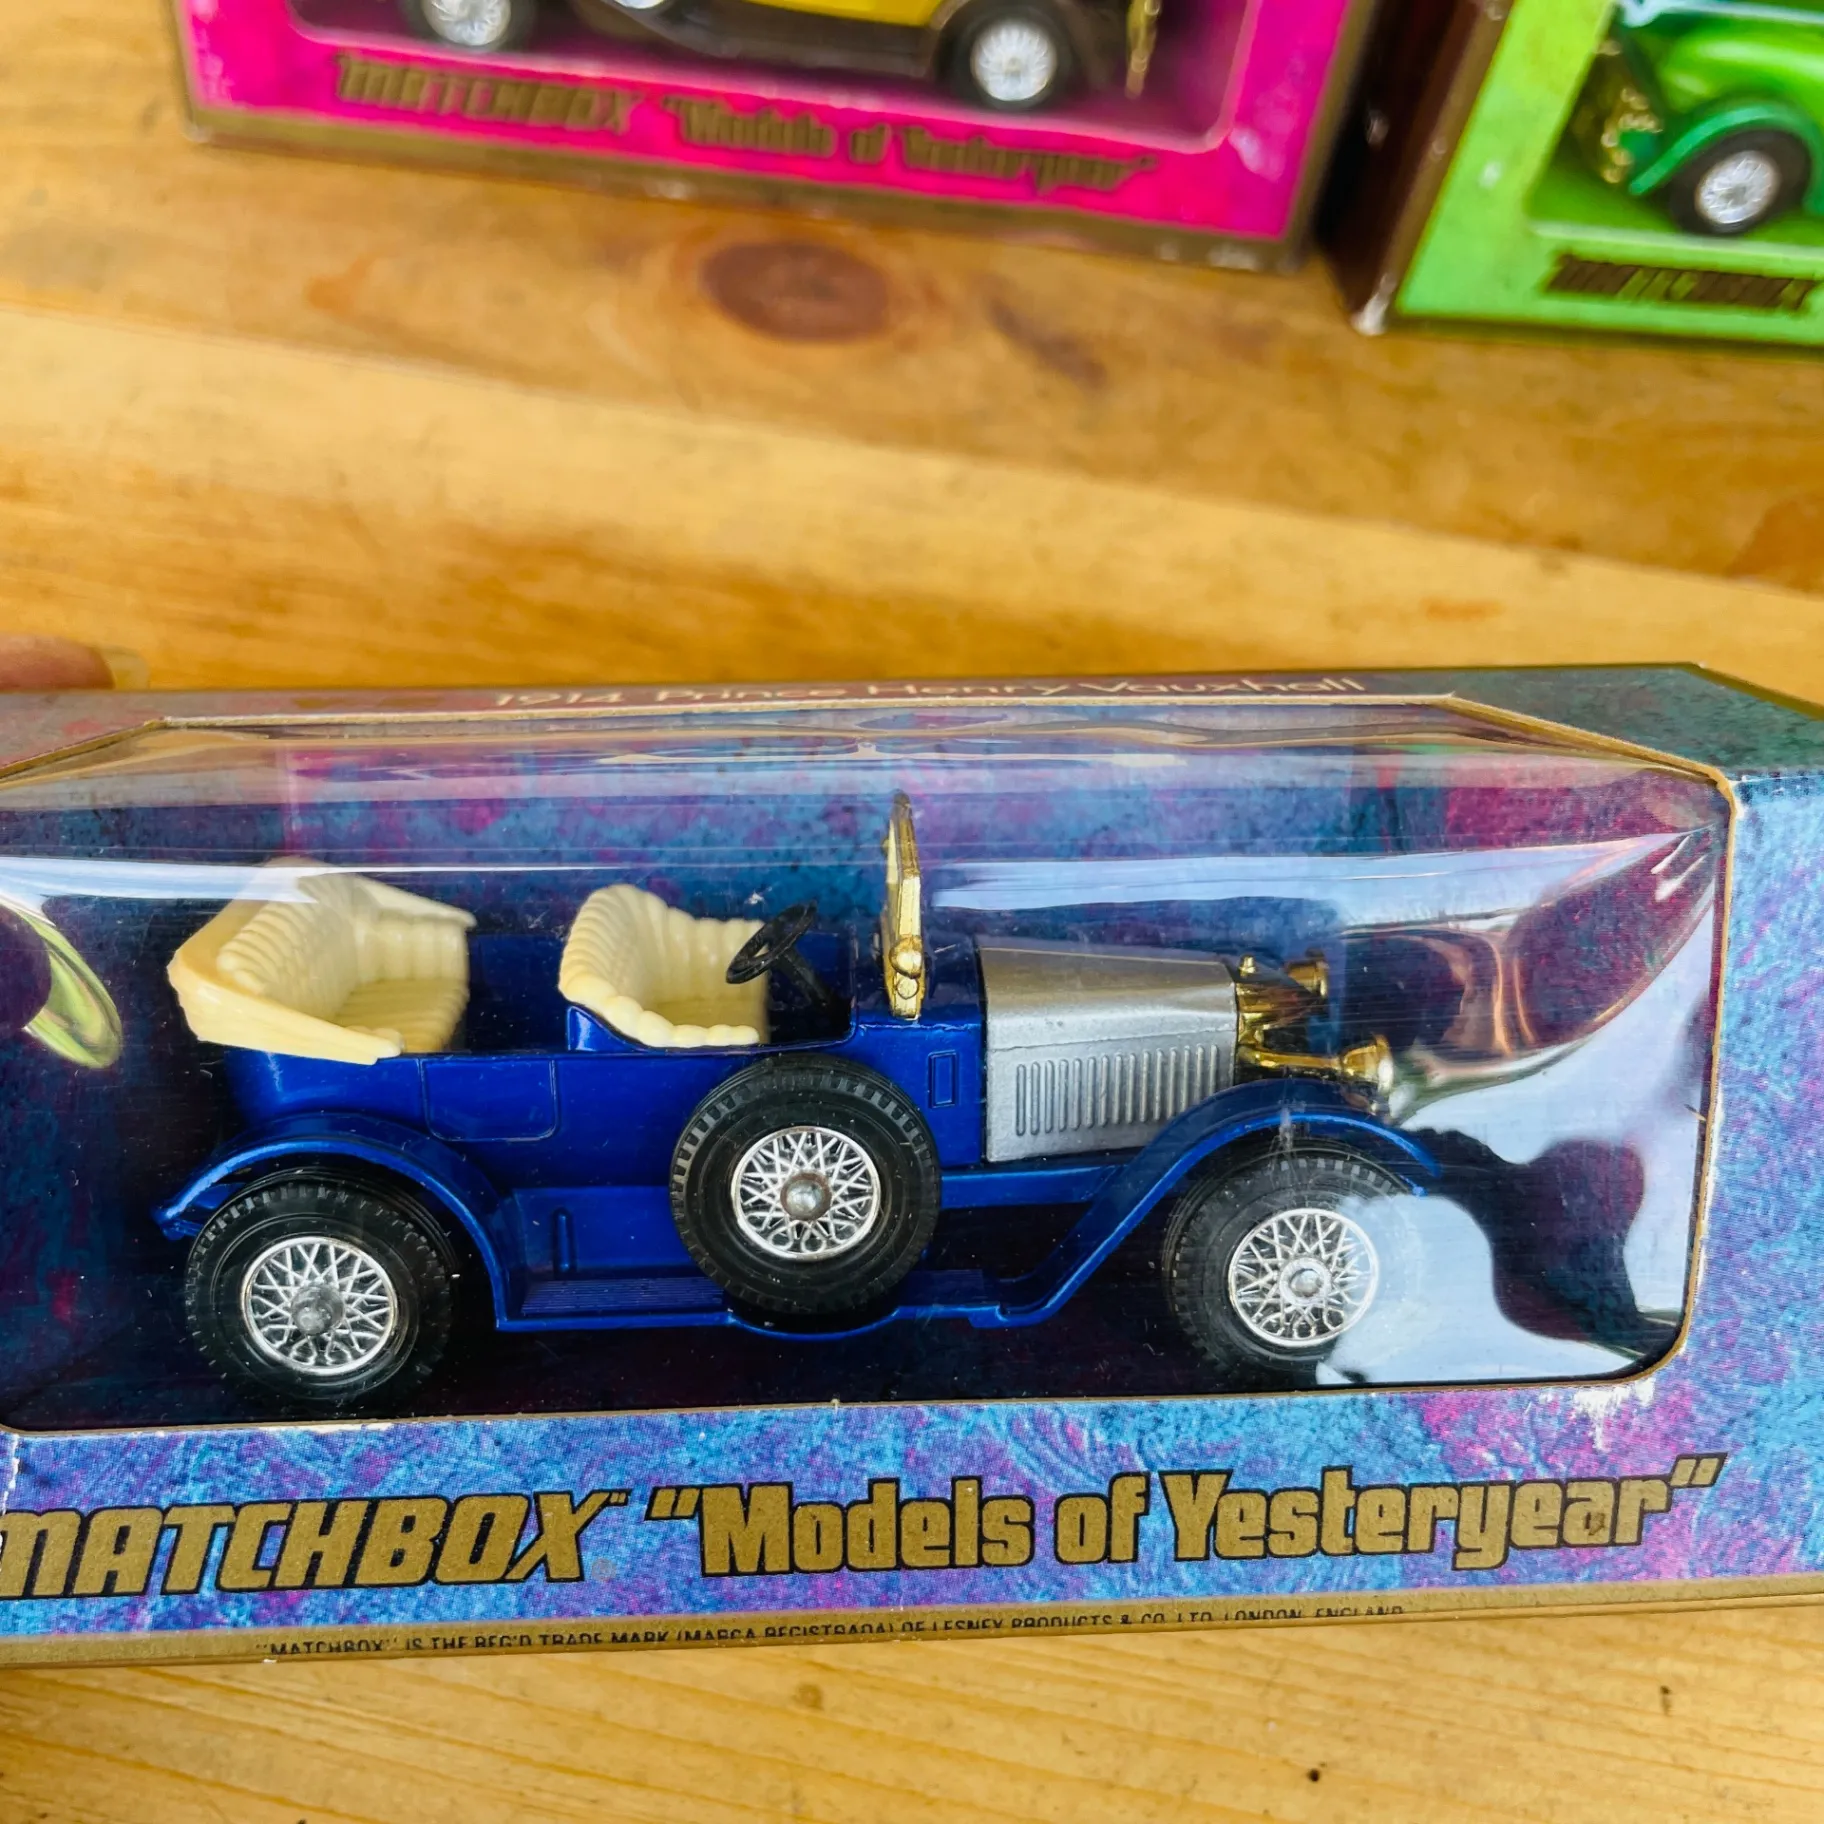 MATCHBOX "Models of Yesteryear"
MATCHBOX
1914 Prince Henry Vauxhall
MATCHBOX "Models of Yesteryear"
"MATCHBOX" IS THE REG'D TRADE MARK (MARCA REGISTRADA) OF LESNEY PRODUCTS & CO. LTD. LONDON, ENGLAND